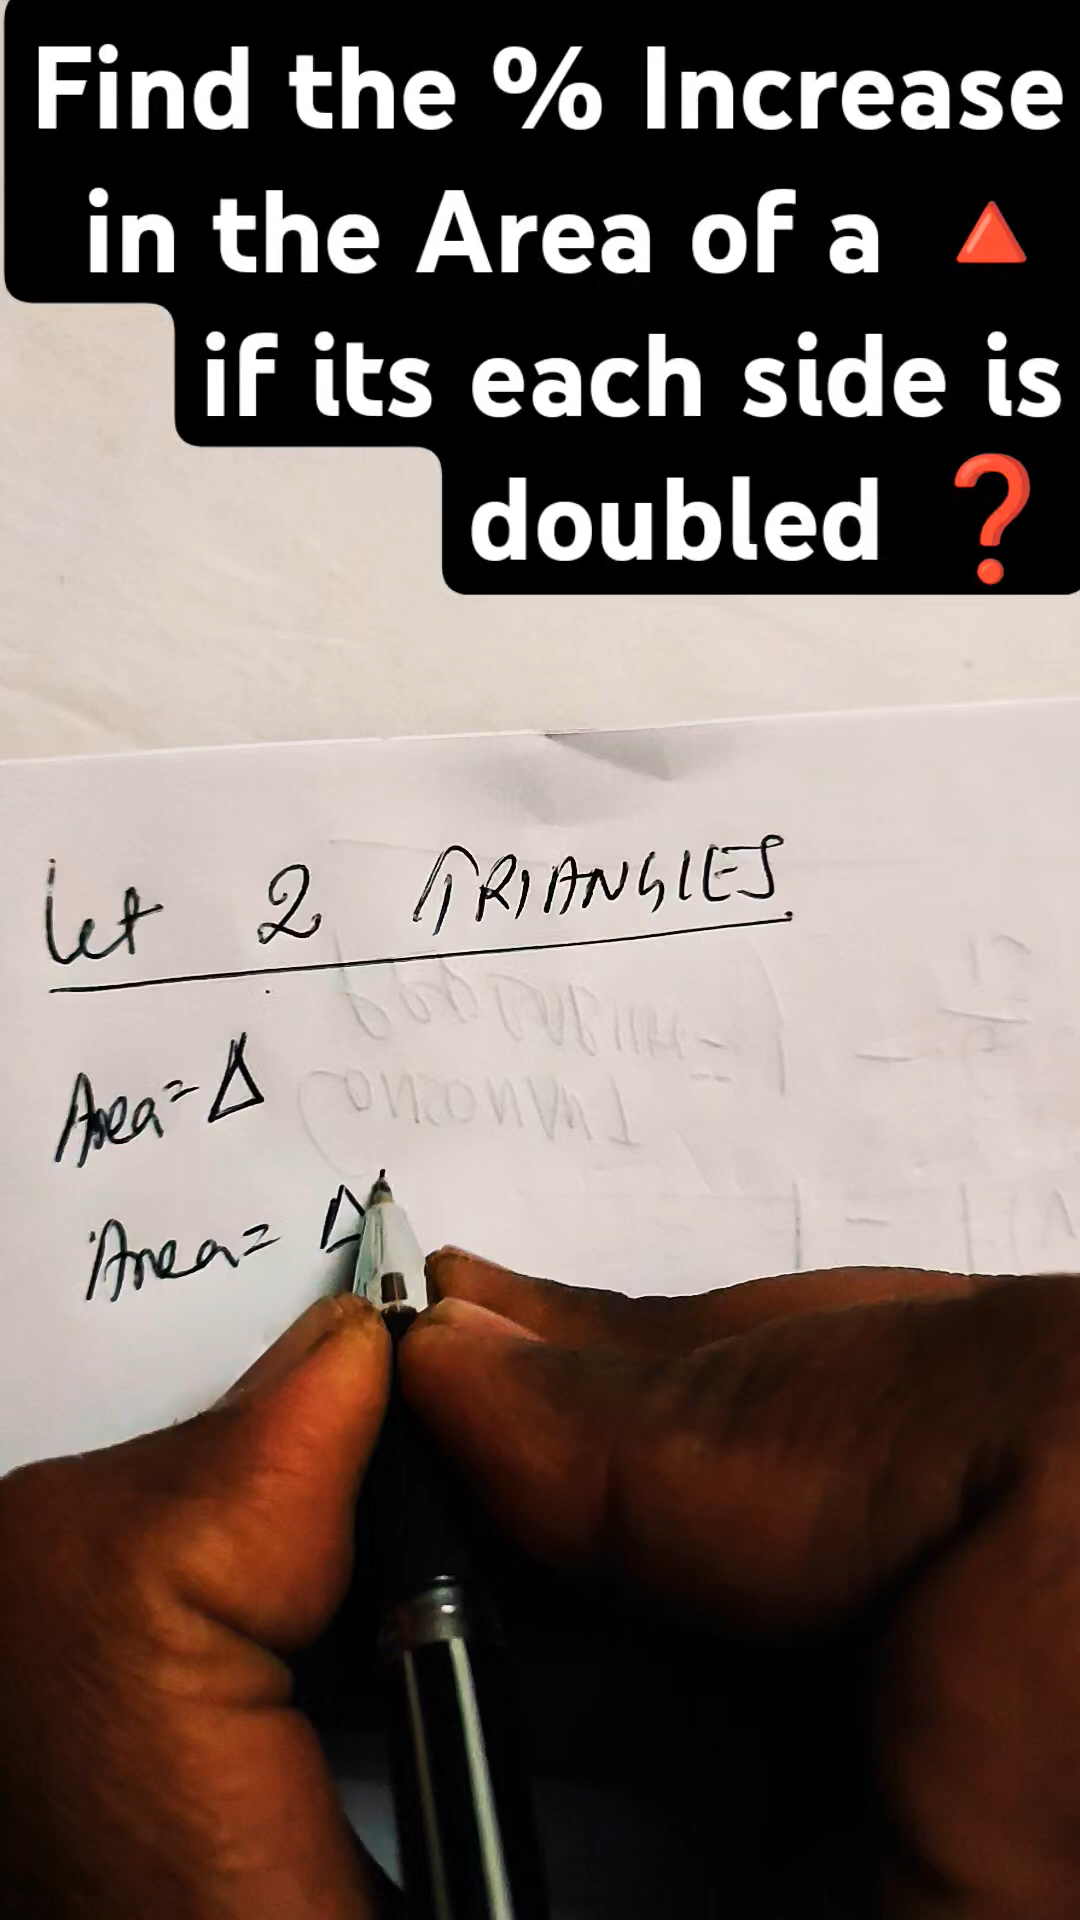 Find the % Increase
in the Area of a 🔺
if its each side is
doubled ❓
Let 2 TRIANGLES
Area = Δ
Area = Δ